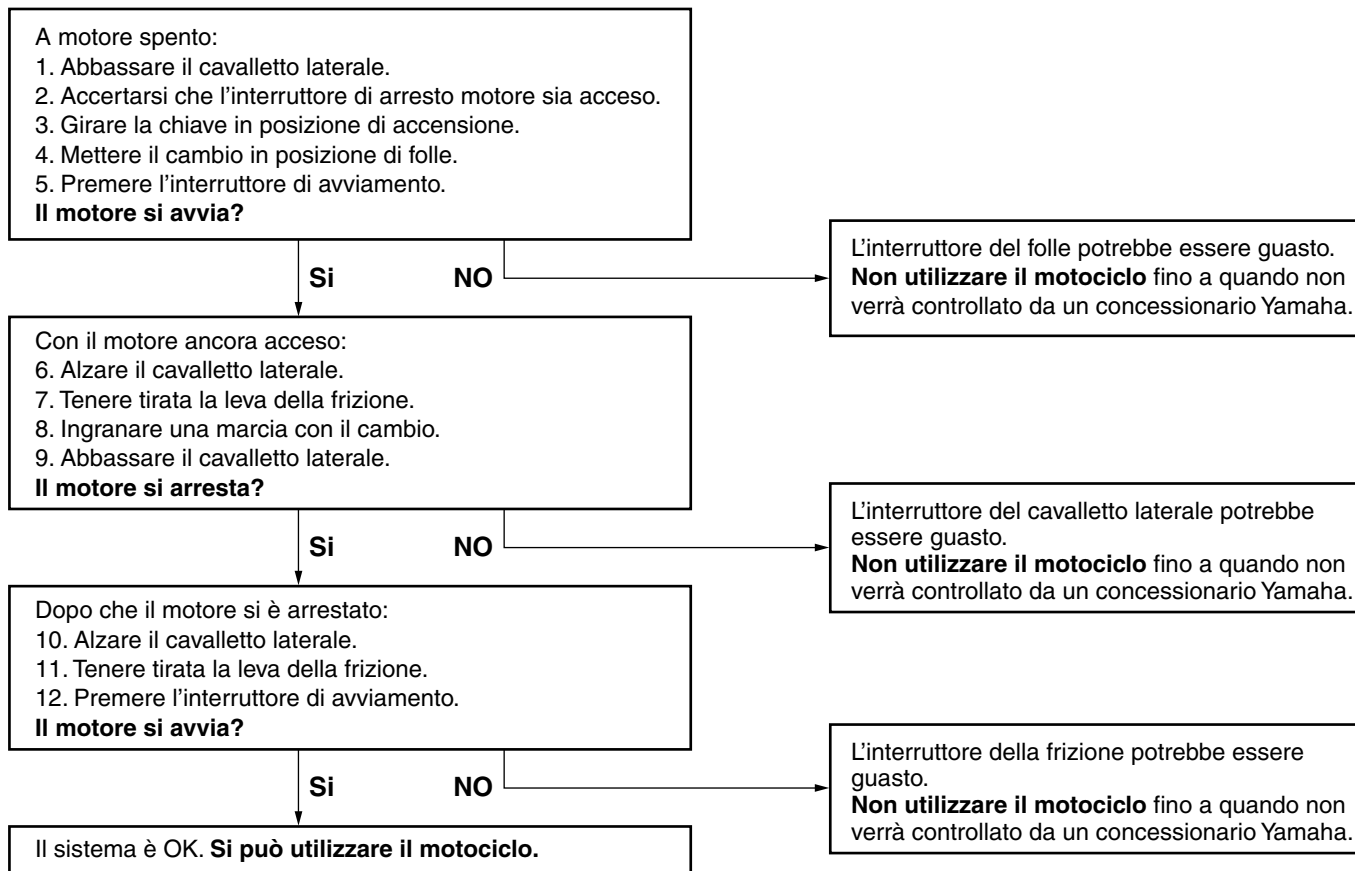 A motore spento:
1. Abbassare il cavalletto laterale.
2. Accertarsi che l'interruttore di arresto motore sia acceso.
3. Girare la chiave in posizione di accensione.
4. Mettere il cambio in posizione di folle.
5. Premere l'interruttore di avviamento.
Il motore si avvia?
Si NO
L'interruttore del folle potrebbe essere guasto.
Non utilizzare il motociclo fino a quando non
verrà controllato da un concessionario Yamaha.
Con il motore ancora acceso:
6. Alzare il cavalletto laterale.
7. Tenere tirata la leva della frizione.
8. Ingranare una marcia con il cambio.
9. Abbassare il cavalletto laterale.
Il motore si arresta?
Si NO
L'interruttore del cavalletto laterale potrebbe
essere guasto.
Non utilizzare il motociclo fino a quando non
verrà controllato da un concessionario Yamaha.
Dopo che il motore si è arrestato:
10. Alzare il cavalletto laterale.
11. Tenere tirata la leva della frizione.
12. Premere l'interruttore di avviamento.
Il motore si avvia?
Si NO
L'interruttore della frizione potrebbe essere
guasto.
Non utilizzare il motociclo fino a quando non
verrà controllato da un concessionario Yamaha.
Il sistema è OK. Si può utilizzare il motociclo.